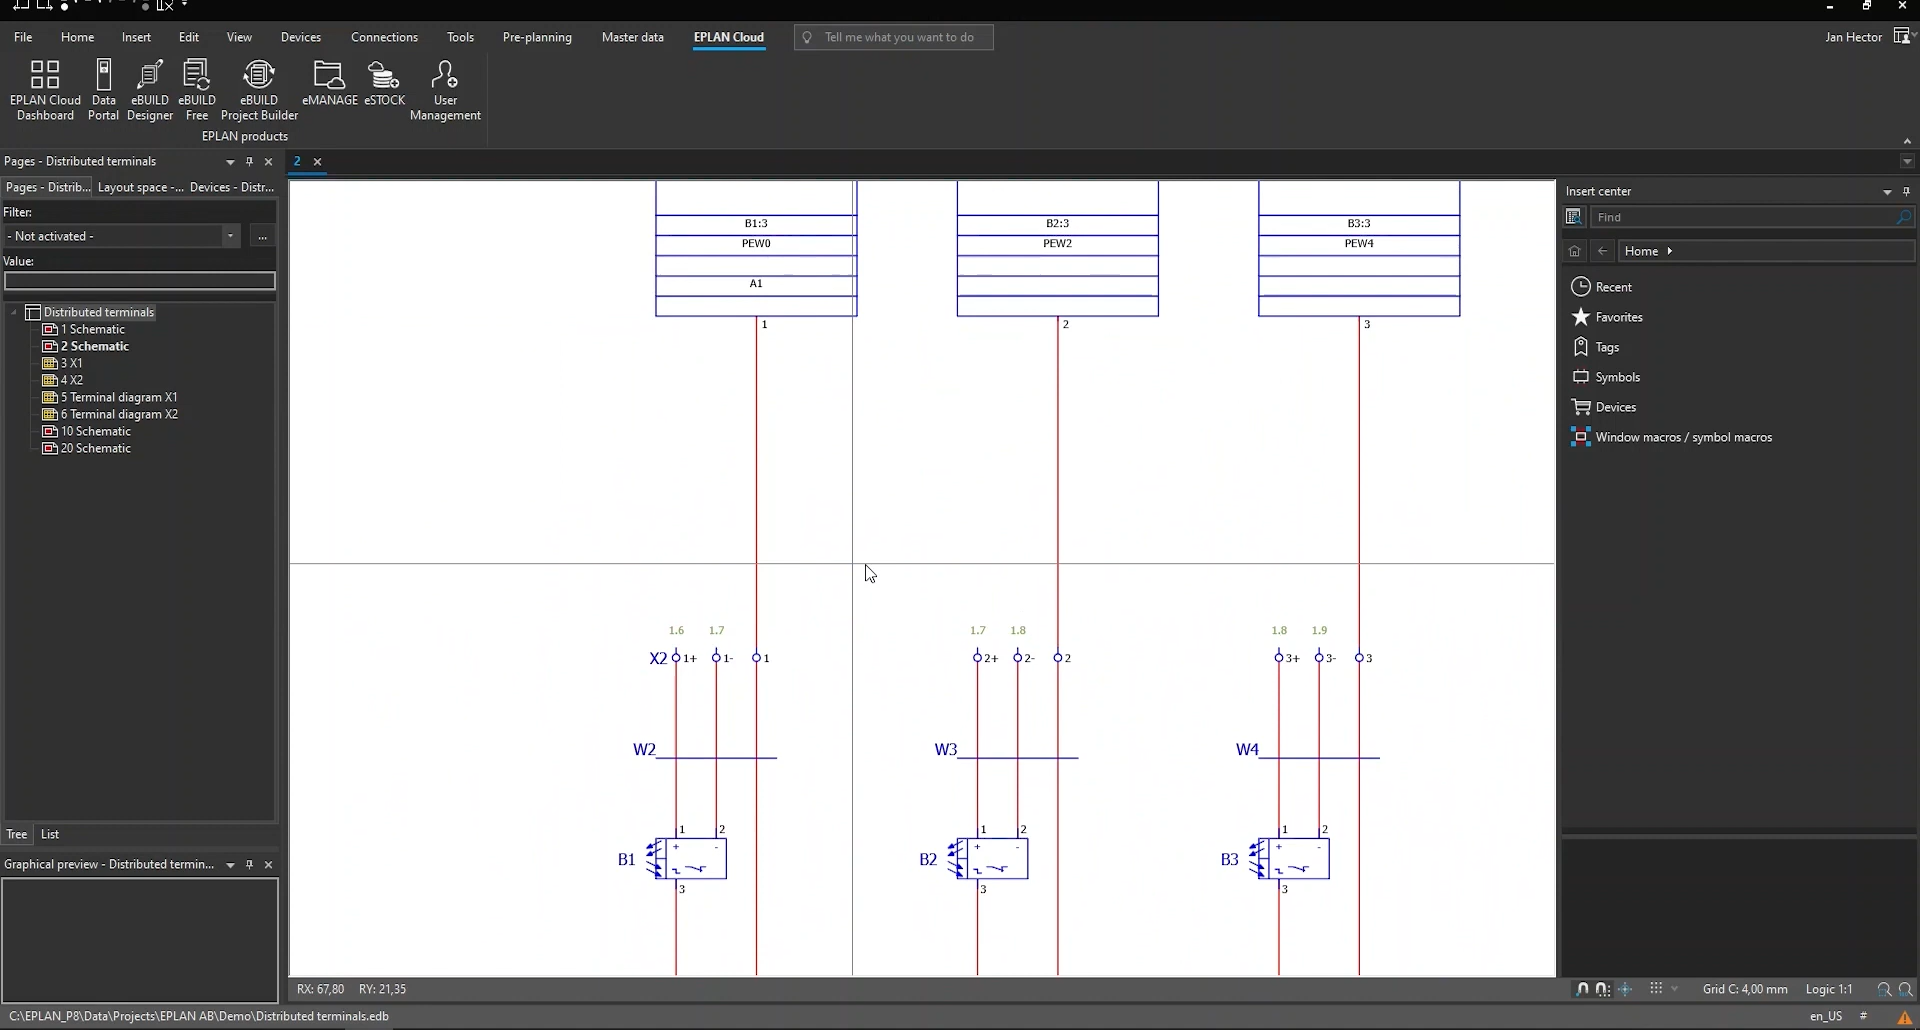 File Home Insert Edit View Devices Connections Tools Pre-planning Master data EPLAN Cloud Tell me what you want to do Jan Hector
EPLAN Cloud Dashboard
Data Portal
eBUILD Designer
eBUILD Free
eBUILD Project Builder
eMANAGE
eSTOCK
User Management
EPLAN products
Pages - Distributed terminals
2
Pages - Distrib... Layout space -... Devices - Distr...
Filter:
- Not activated -
...
Value:
Distributed terminals
1 Schematic
2 Schematic
3 X1
4 X2
5 Terminal diagram X1
6 Terminal diagram X2
10 Schematic
20 Schematic
Tree List
Graphical preview - Distributed termin...
B1:3 B2:3 B3:3
PEW0 PEW2 PEW4
A1
1 2 3
1.6 1.7 1.7 1.8 1.8 1.9
X2 1+ 1- 1 2+ 2- 2 3+ 3- 3
W2 W3 W4
1 2 1 2 1 2
+ - + - + -
B1 B2 B3
3 3 3
Insert center
Find
Home
Recent
Favorites
Tags
Symbols
Devices
Window macros / symbol macros
RX: 67,80 RY: 21,35
Grid C: 4,00 mm Logic 1:1
C:\EPLAN_P8\Data\Projects\EPLAN AB\Demo\Distributed terminals.edb
en_US #